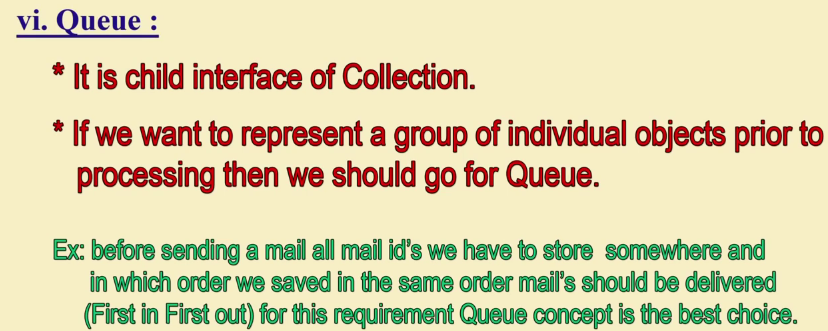 vi. Queue :
* It is child interface of Collection.
* If we want to represent a group of individual objects prior to
processing then we should go for Queue.
Ex: before sending a mail all mail id's we have to store somewhere and
in which order we saved in the same order mail's should be delivered
(First in First out) for this requirement Queue concept is the best choice.